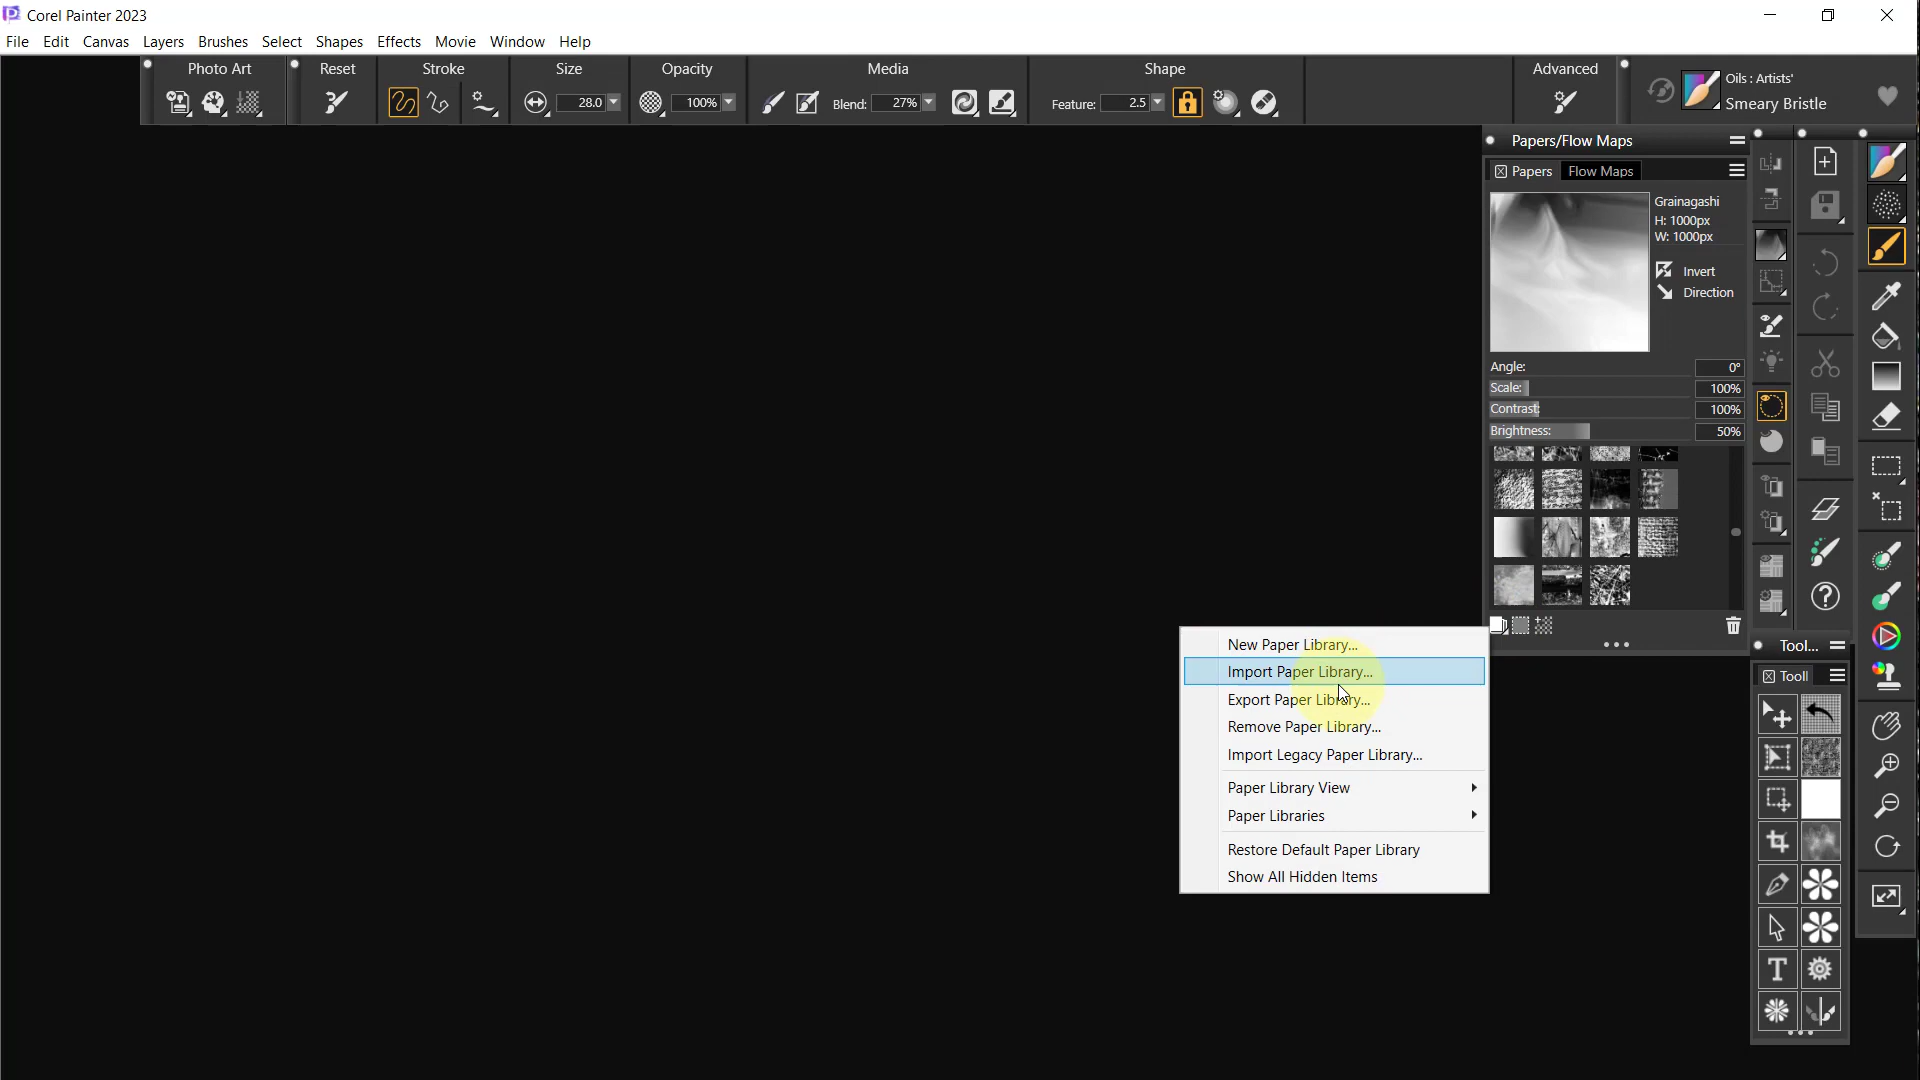 Corel Painter 2023
File Edit Canvas Layers Brushes Select Shapes Effects Movie Window Help
Photo Art Reset Stroke Size Opacity Media Shape Advanced
28.0 100% Blend: 27% Feature: 2.5
Oils : Artists'
Smeary Bristle
Papers/Flow Maps
Papers Flow Maps
Grainagashi
H: 1000px
W: 1000px
Invert
Direction
Angle: 0°
Scale: 100%
Contrast: 100%
Brightness: 50%
New Paper Library...
Import Paper Library...
Export Paper Library...
Remove Paper Library...
Import Legacy Paper Library...
Paper Library View
Paper Libraries
Restore Default Paper Library
Show All Hidden Items
Tool...
Tooll